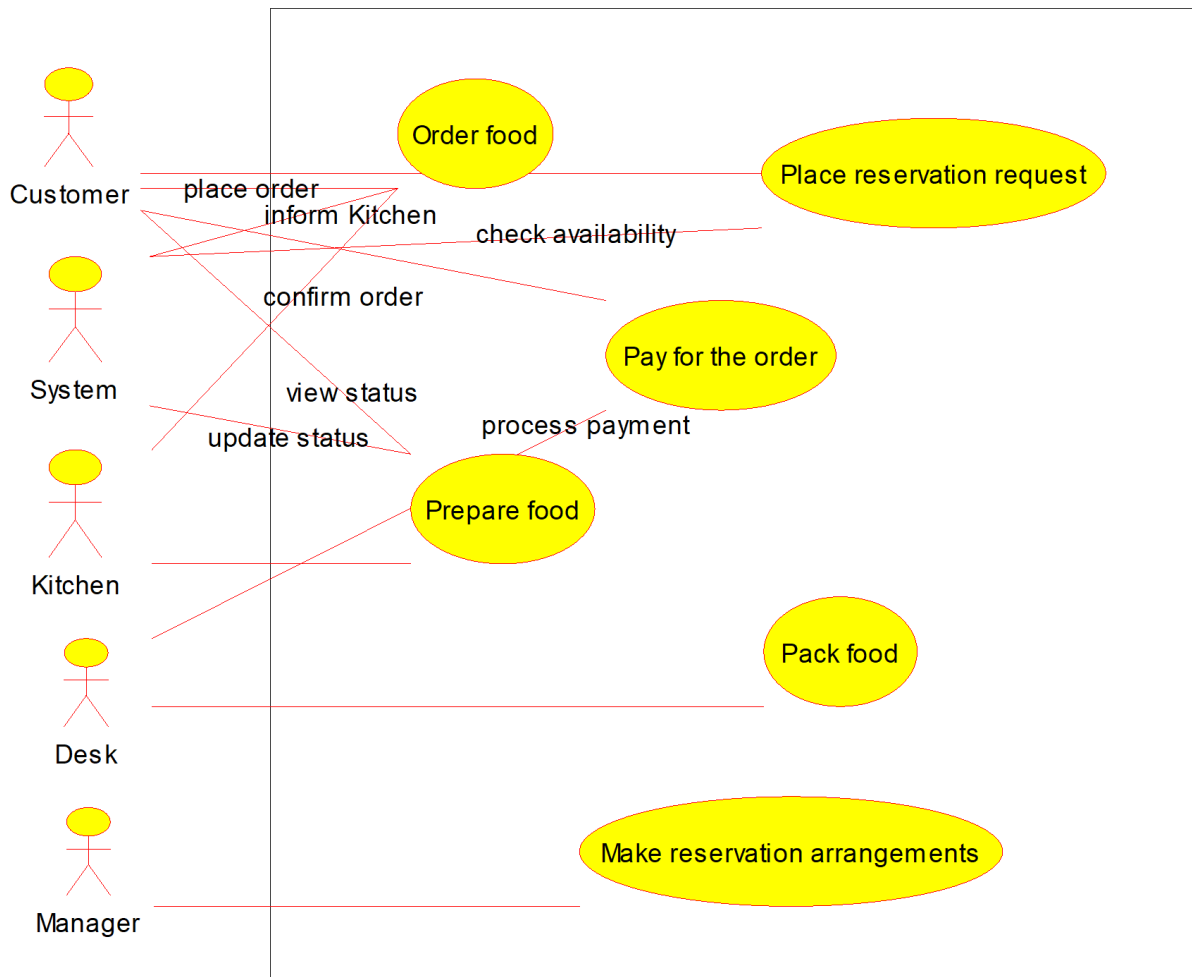 Order food
Place reservation request
Customer
place order
inform Kitchen
check availability
confirm order
System
Pay for the order
view status
update status
process payment
Prepare food
Kitchen
Pack food
Desk
Make reservation arrangements
Manager